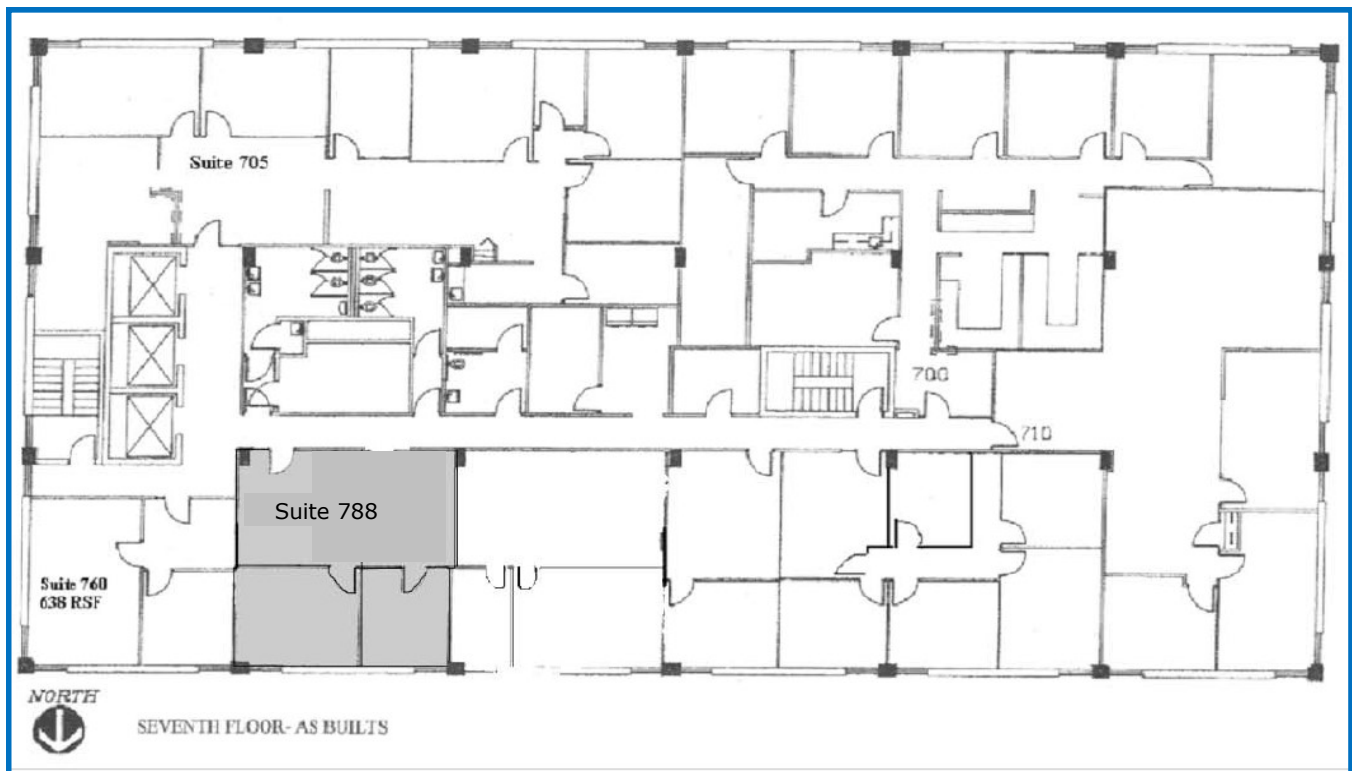 Suite 705
700
710
Suite 788
Suite 760
638 RSF
NORTH
SEVENTH FLOOR- AS BUILTS